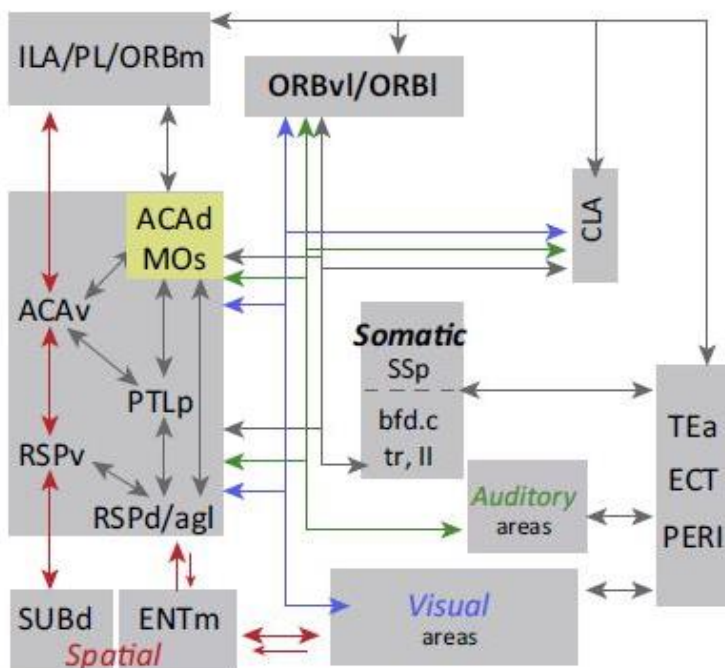 ILA/PL/ORBm
ORBvl/ORBl
ACAd
MOs
CLA
ACAv
Somatic
SSp
PTLp
bfd.c
tr, ll
TEa
ECT
PERI
RSPv
RSPd/agl
Auditory
areas
SUBd
ENTm
Spatial
Visual
areas